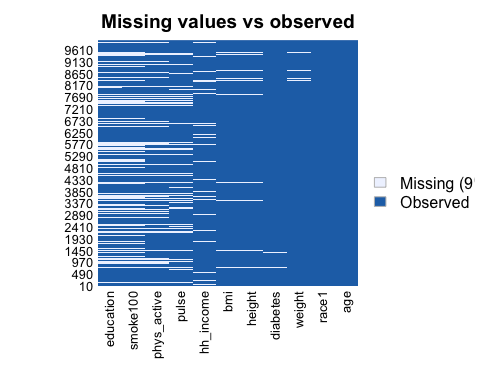 Missing values vs observed
9610
9130
8650
8170
7690
7210
6730
6250
5770
5290
4810
4330
3850
3370
2890
2410
1930
1450
970
490
10
Missing (9
Observed
education
smoke100
phys_active
pulse
hh_income
bmi
height
diabetes
weight
race1
age